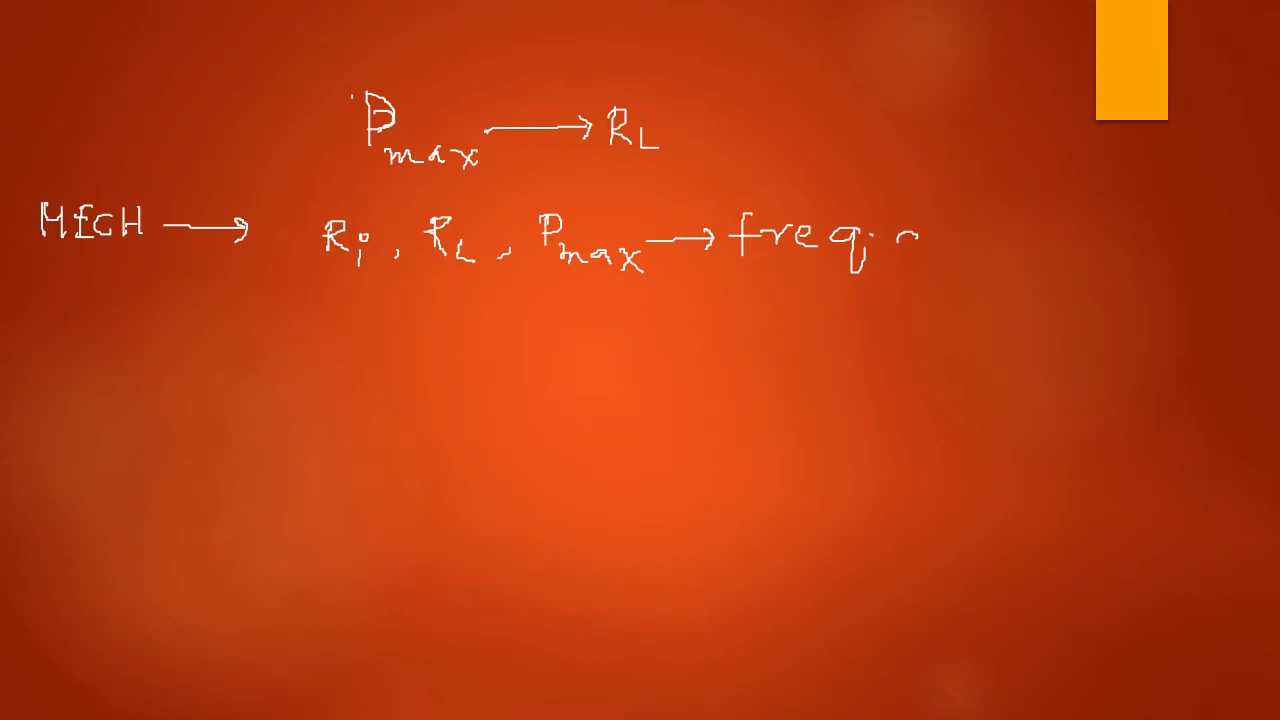 Pmax → RL
MECH → Ri, RL, Pmax → freq.